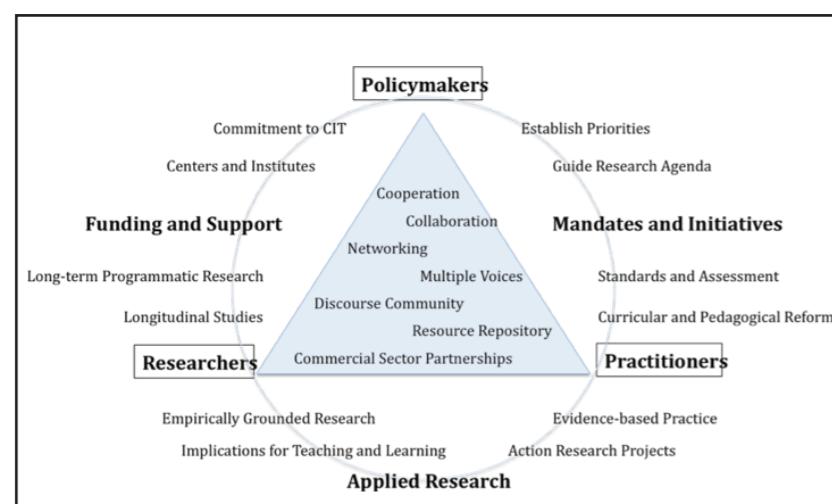 Policymakers
Commitment to CIT
Establish Priorities
Centers and Institutes
Guide Research Agenda
Cooperation
Collaboration
Funding and Support
Mandates and Initiatives
Networking
Multiple Voices
Long-term Programmatic Research
Standards and Assessment
Discourse Community
Longitudinal Studies
Curricular and Pedagogical Reform
Resource Repository
Researchers
Commercial Sector Partnerships
Practitioners
Empirically Grounded Research
Evidence-based Practice
Implications for Teaching and Learning
Action Research Projects
Applied Research